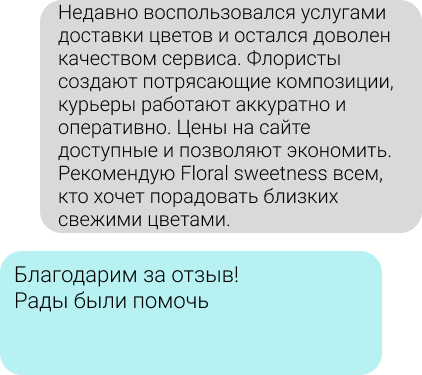 Недавно воспользовался услугами
доставки цветов и остался доволен
качеством сервиса. Флористы
создают потрясающие композиции,
курьеры работают аккуратно и
оперативно. Цены на сайте
доступные и позволяют экономить.
Рекомендую Floral sweetness всем,
кто хочет порадовать близких
свежими цветами.
Благодарим за отзыв!
Рады были помочь